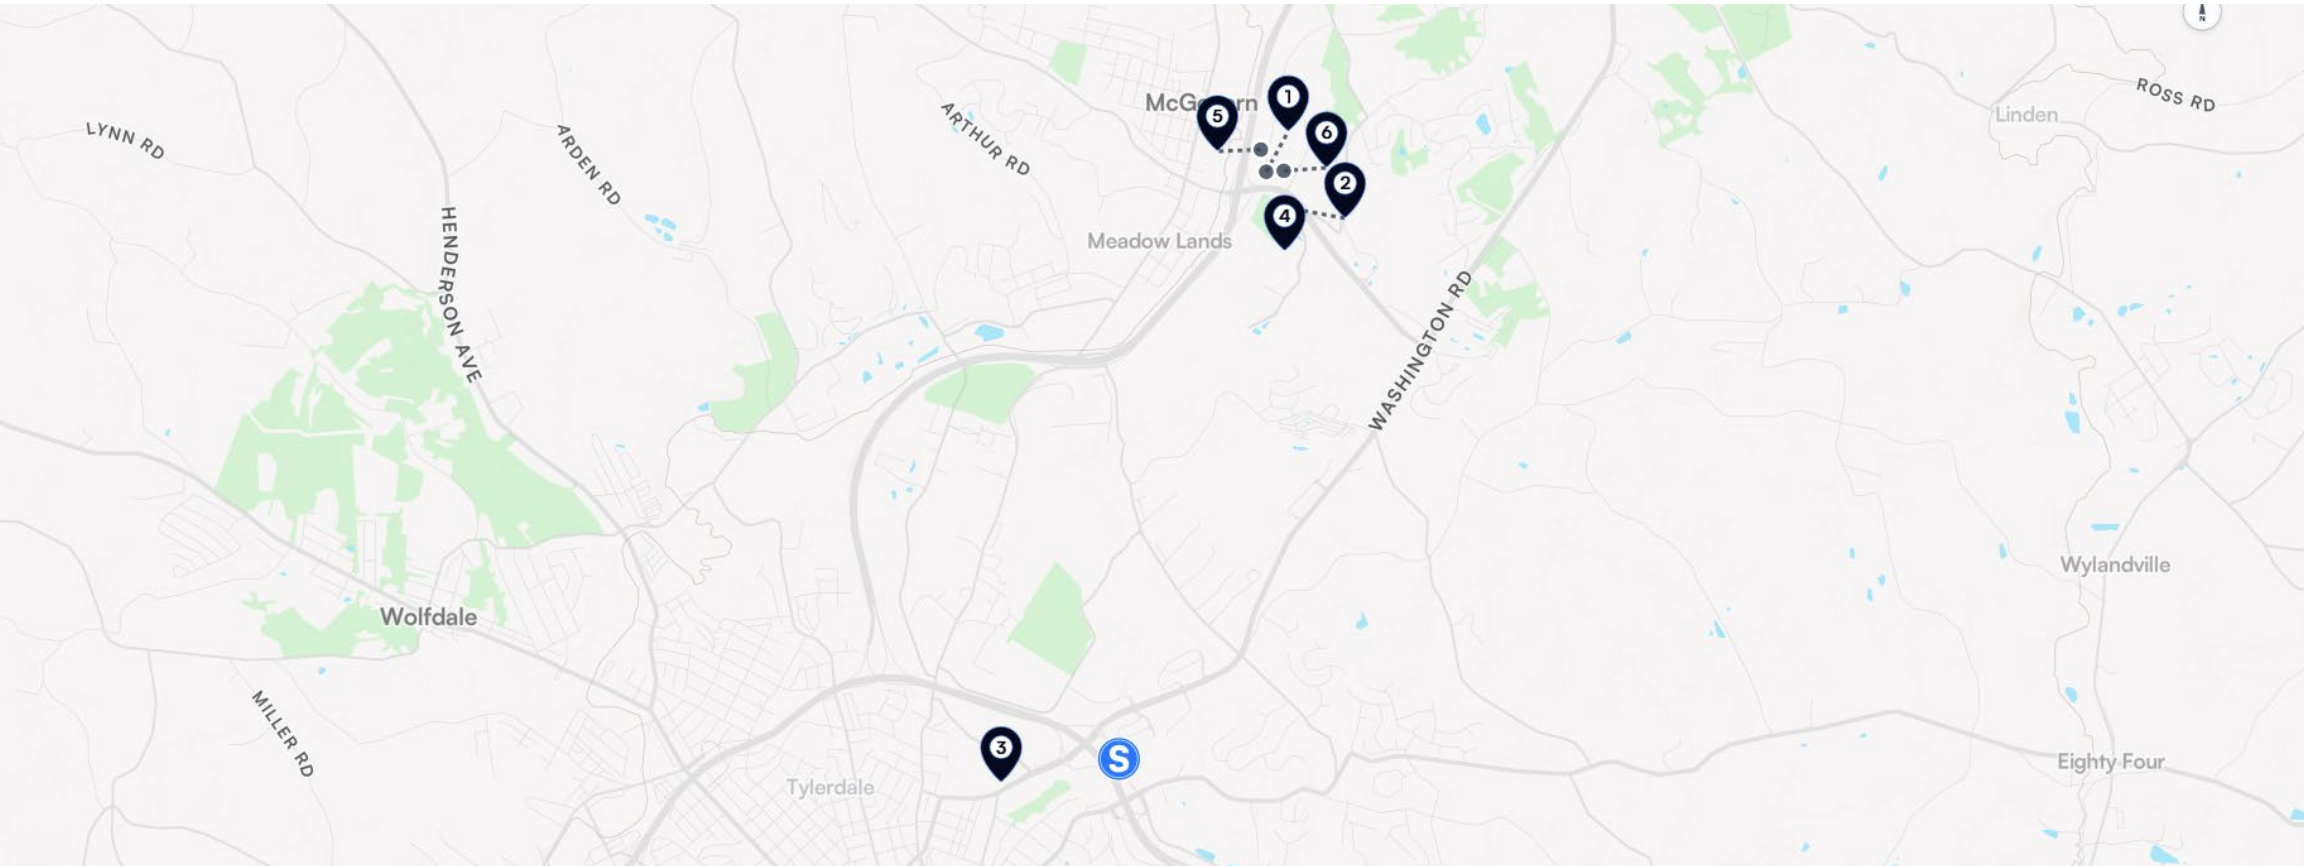 N
LYNN RD
ARDEN RD
ARTHUR RD
5
1
6
2
4
Linden
ROSS RD
HENDERSON AVE
Meadow Lands
WASHINGTON RD
Wolfdale
Wylandville
MILLER RD
3
S
Tylerdale
Eighty Four